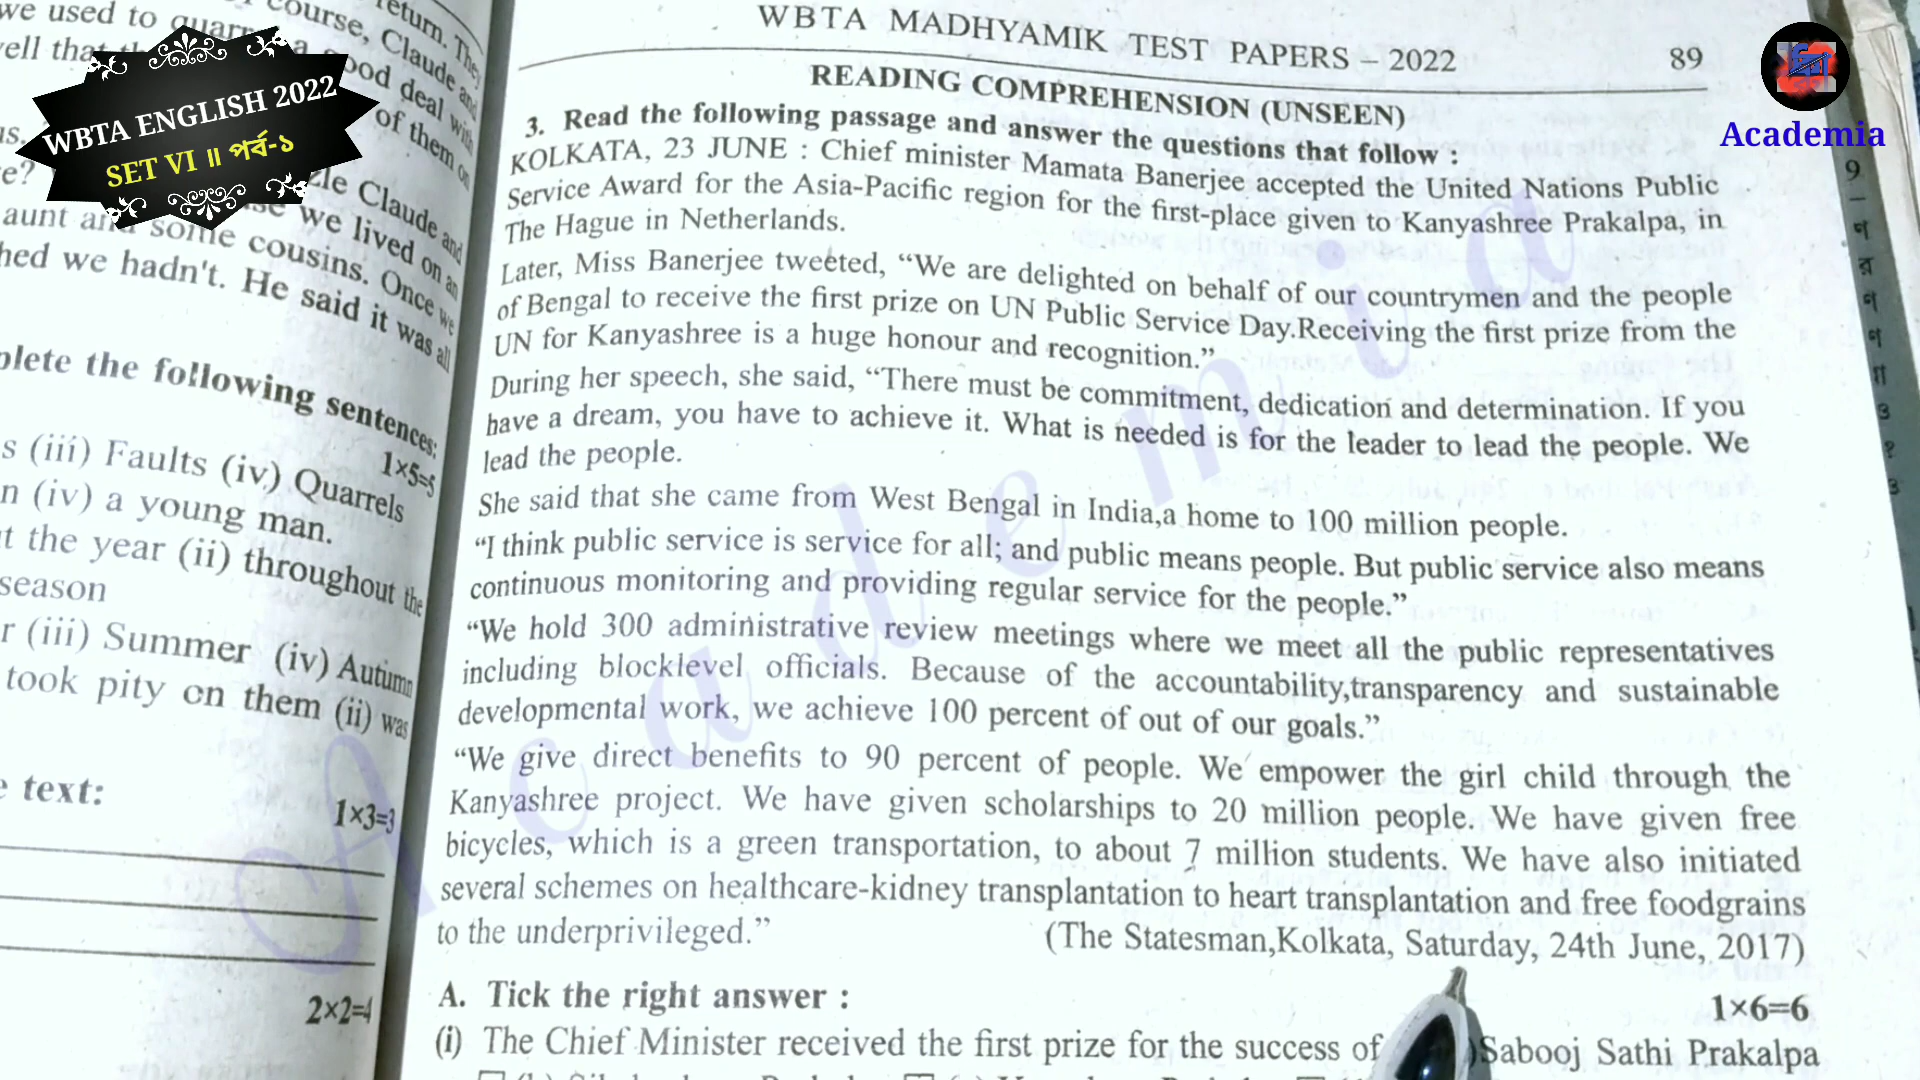 we used to quarr
a good deal with
of them on
course, Claude and
return. They
WBTA ENGLISH 2022
SET VI ॥ পর্ব-১
zle Claude and
we lived on an
aunt and some cousins. Once we
hed we hadn't. He said it was all
plete the following sentences:
1×5=5
s (iii) Faults (iv) Quarrels
n (iv) a young man.
t the year (ii) throughout the
season
r (iii) Summer (iv) Autumn
took pity on them (ii) was
e text:
1×3=3
2×2=4
WBTA MADHYAMIK TEST PAPERS – 2022 89
READING COMPREHENSION (UNSEEN)
3. Read the following passage and answer the questions that follow :
KOLKATA, 23 JUNE : Chief minister Mamata Banerjee accepted the United Nations Public
Service Award for the Asia-Pacific region for the first-place given to Kanyashree Prakalpa, in
The Hague in Netherlands.
Later, Miss Banerjee tweeted, “We are delighted on behalf of our countrymen and the people
of Bengal to receive the first prize on UN Public Service Day.Receiving the first prize from the
UN for Kanyashree is a huge honour and recognition.”
During her speech, she said, “There must be commitment, dedication and determination. If you
have a dream, you have to achieve it. What is needed is for the leader to lead the people. We
lead the people.
She said that she came from West Bengal in India,a home to 100 million people.
“I think public service is service for all; and public means people. But public service also means
continuous monitoring and providing regular service for the people.”
“We hold 300 administrative review meetings where we meet all the public representatives
including blocklevel officials. Because of the accountability,transparency and sustainable
developmental work, we achieve 100 percent of out of our goals.”
“We give direct benefits to 90 percent of people. We empower the girl child through the
Kanyashree project. We have given scholarships to 20 million people. We have given free
bicycles, which is a green transportation, to about 7 million students. We have also initiated
several schemes on healthcare-kidney transplantation to heart transplantation and free foodgrains
to the underprivileged.”
(The Statesman,Kolkata, Saturday, 24th June, 2017)
A. Tick the right answer : 1×6=6
(i) The Chief Minister received the first prize for the success of Sabooj Sathi Prakalpa
Academia
Academia